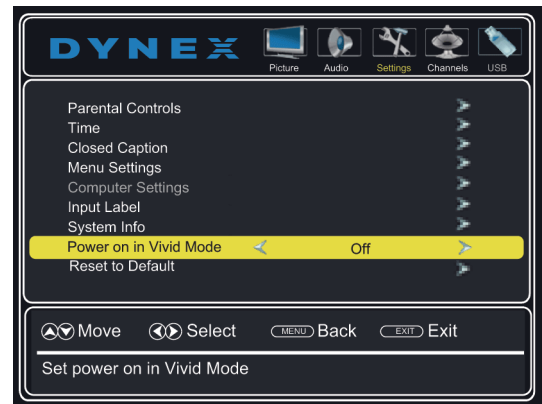 DYNEX
Picture Audio Settings Channels USB
Parental Controls
Time
Closed Caption
Menu Settings
Computer Settings
Input Label
System Info
Power on in Vivid Mode Off
Reset to Default
Move Select MENU Back EXIT Exit
Set power on in Vivid Mode